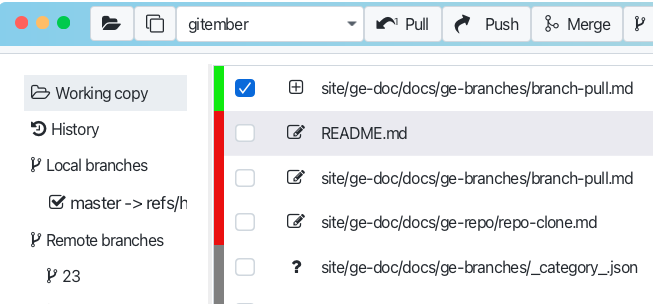 gitember
Pull
Push
Merge
Working copy
History
Local branches
master -> refs/h
Remote branches
23
site/ge-doc/docs/ge-branches/branch-pull.md
README.md
site/ge-doc/docs/ge-branches/branch-pull.md
site/ge-doc/docs/ge-repo/repo-clone.md
? site/ge-doc/docs/ge-branches/_category_.json